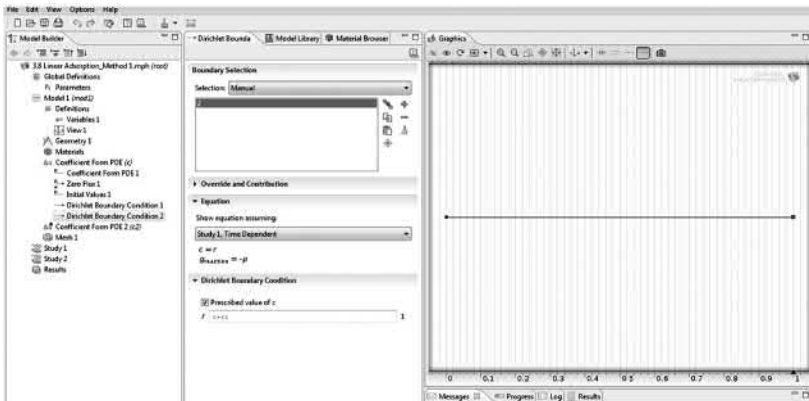 File Edit View Options Help
Model Builder
3.8 Linear Adsorption_Method 1.mph (root)
Global Definitions
Parameters
Model 1 (mod1)
Definitions
Variables 1
View 1
Geometry 1
Materials
Coefficient Form PDE (c)
Coefficient Form PDE 1
Zero Flux 1
Initial Values 1
Dirichlet Boundary Condition 1
Dirichlet Boundary Condition 2
Coefficient Form PDE 2 (c2)
Mesh 1
Study 1
Study 2
Results
Dirichlet Bounda Model Library Material Browser
Boundary Selection
Selection: Manual
Override and Contribution
Equation
Show equation assuming:
Study 1, Time Dependent
c = r
g reaction = -μ
Dirichlet Boundary Condition
Prescribed value of c
r 1
Graphics
0 0.1 0.2 0.3 0.4 0.5 0.6 0.7 0.8 0.9 1
Messages Progress Log Results